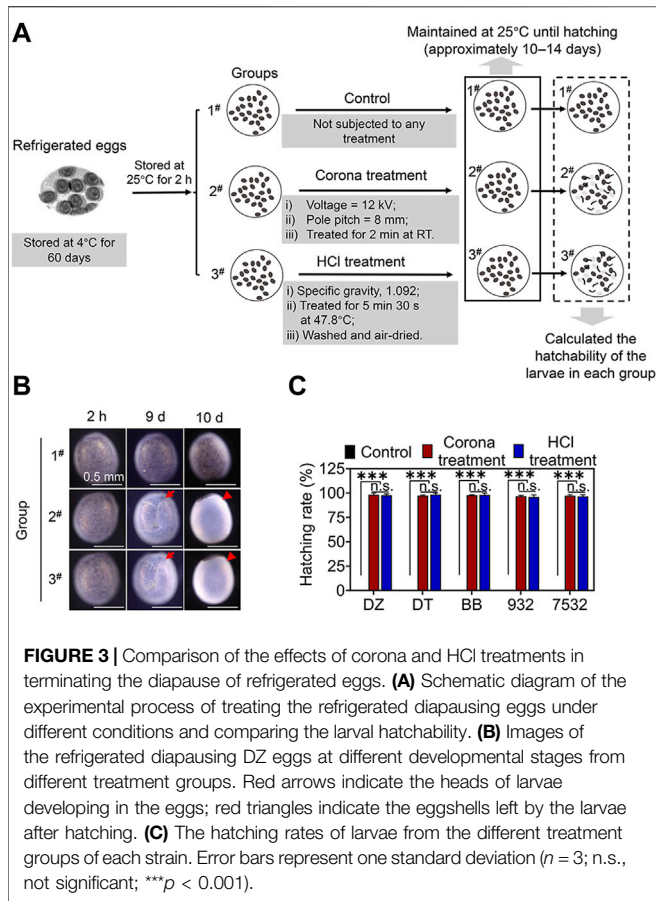 A
Maintained at 25°C until hatching
(approximately 10–14 days)
Groups
1#
Control
Not subjected to any
treatment
1#
1#
Refrigerated eggs
Stored at
25°C for 2 h
Stored at 4°C for
60 days
2#
Corona treatment
i) Voltage = 12 kV;
ii) Pole pitch = 8 mm;
iii) Treated for 2 min at RT.
2#
2#
3#
HCl treatment
i) Specific gravity, 1.092;
ii) Treated for 5 min 30 s
at 47.8°C;
iii) Washed and air-dried.
3#
3#
Calculated the
hatchability of the
larvae in each group
B
2 h 9 d 10 d
Group
1#
0.5 mm
2#
3#
C
Control Corona treatment HCl treatment
Hatching rate (%)
125
100
75
50
25
0
*** *** *** *** ***
n.s. n.s. n.s. n.s. n.s.
DZ DT BB 932 7532
FIGURE 3 | Comparison of the effects of corona and HCl treatments in
terminating the diapause of refrigerated eggs. (A) Schematic diagram of the
experimental process of treating the refrigerated diapausing eggs under
different conditions and comparing the larval hatchability. (B) Images of
the refrigerated diapausing DZ eggs at different developmental stages from
different treatment groups. Red arrows indicate the heads of larvae
developing in the eggs; red triangles indicate the eggshells left by the larvae
after hatching. (C) The hatching rates of larvae from the different treatment
groups of each strain. Error bars represent one standard deviation (n = 3; n.s.,
not significant; ***p < 0.001).